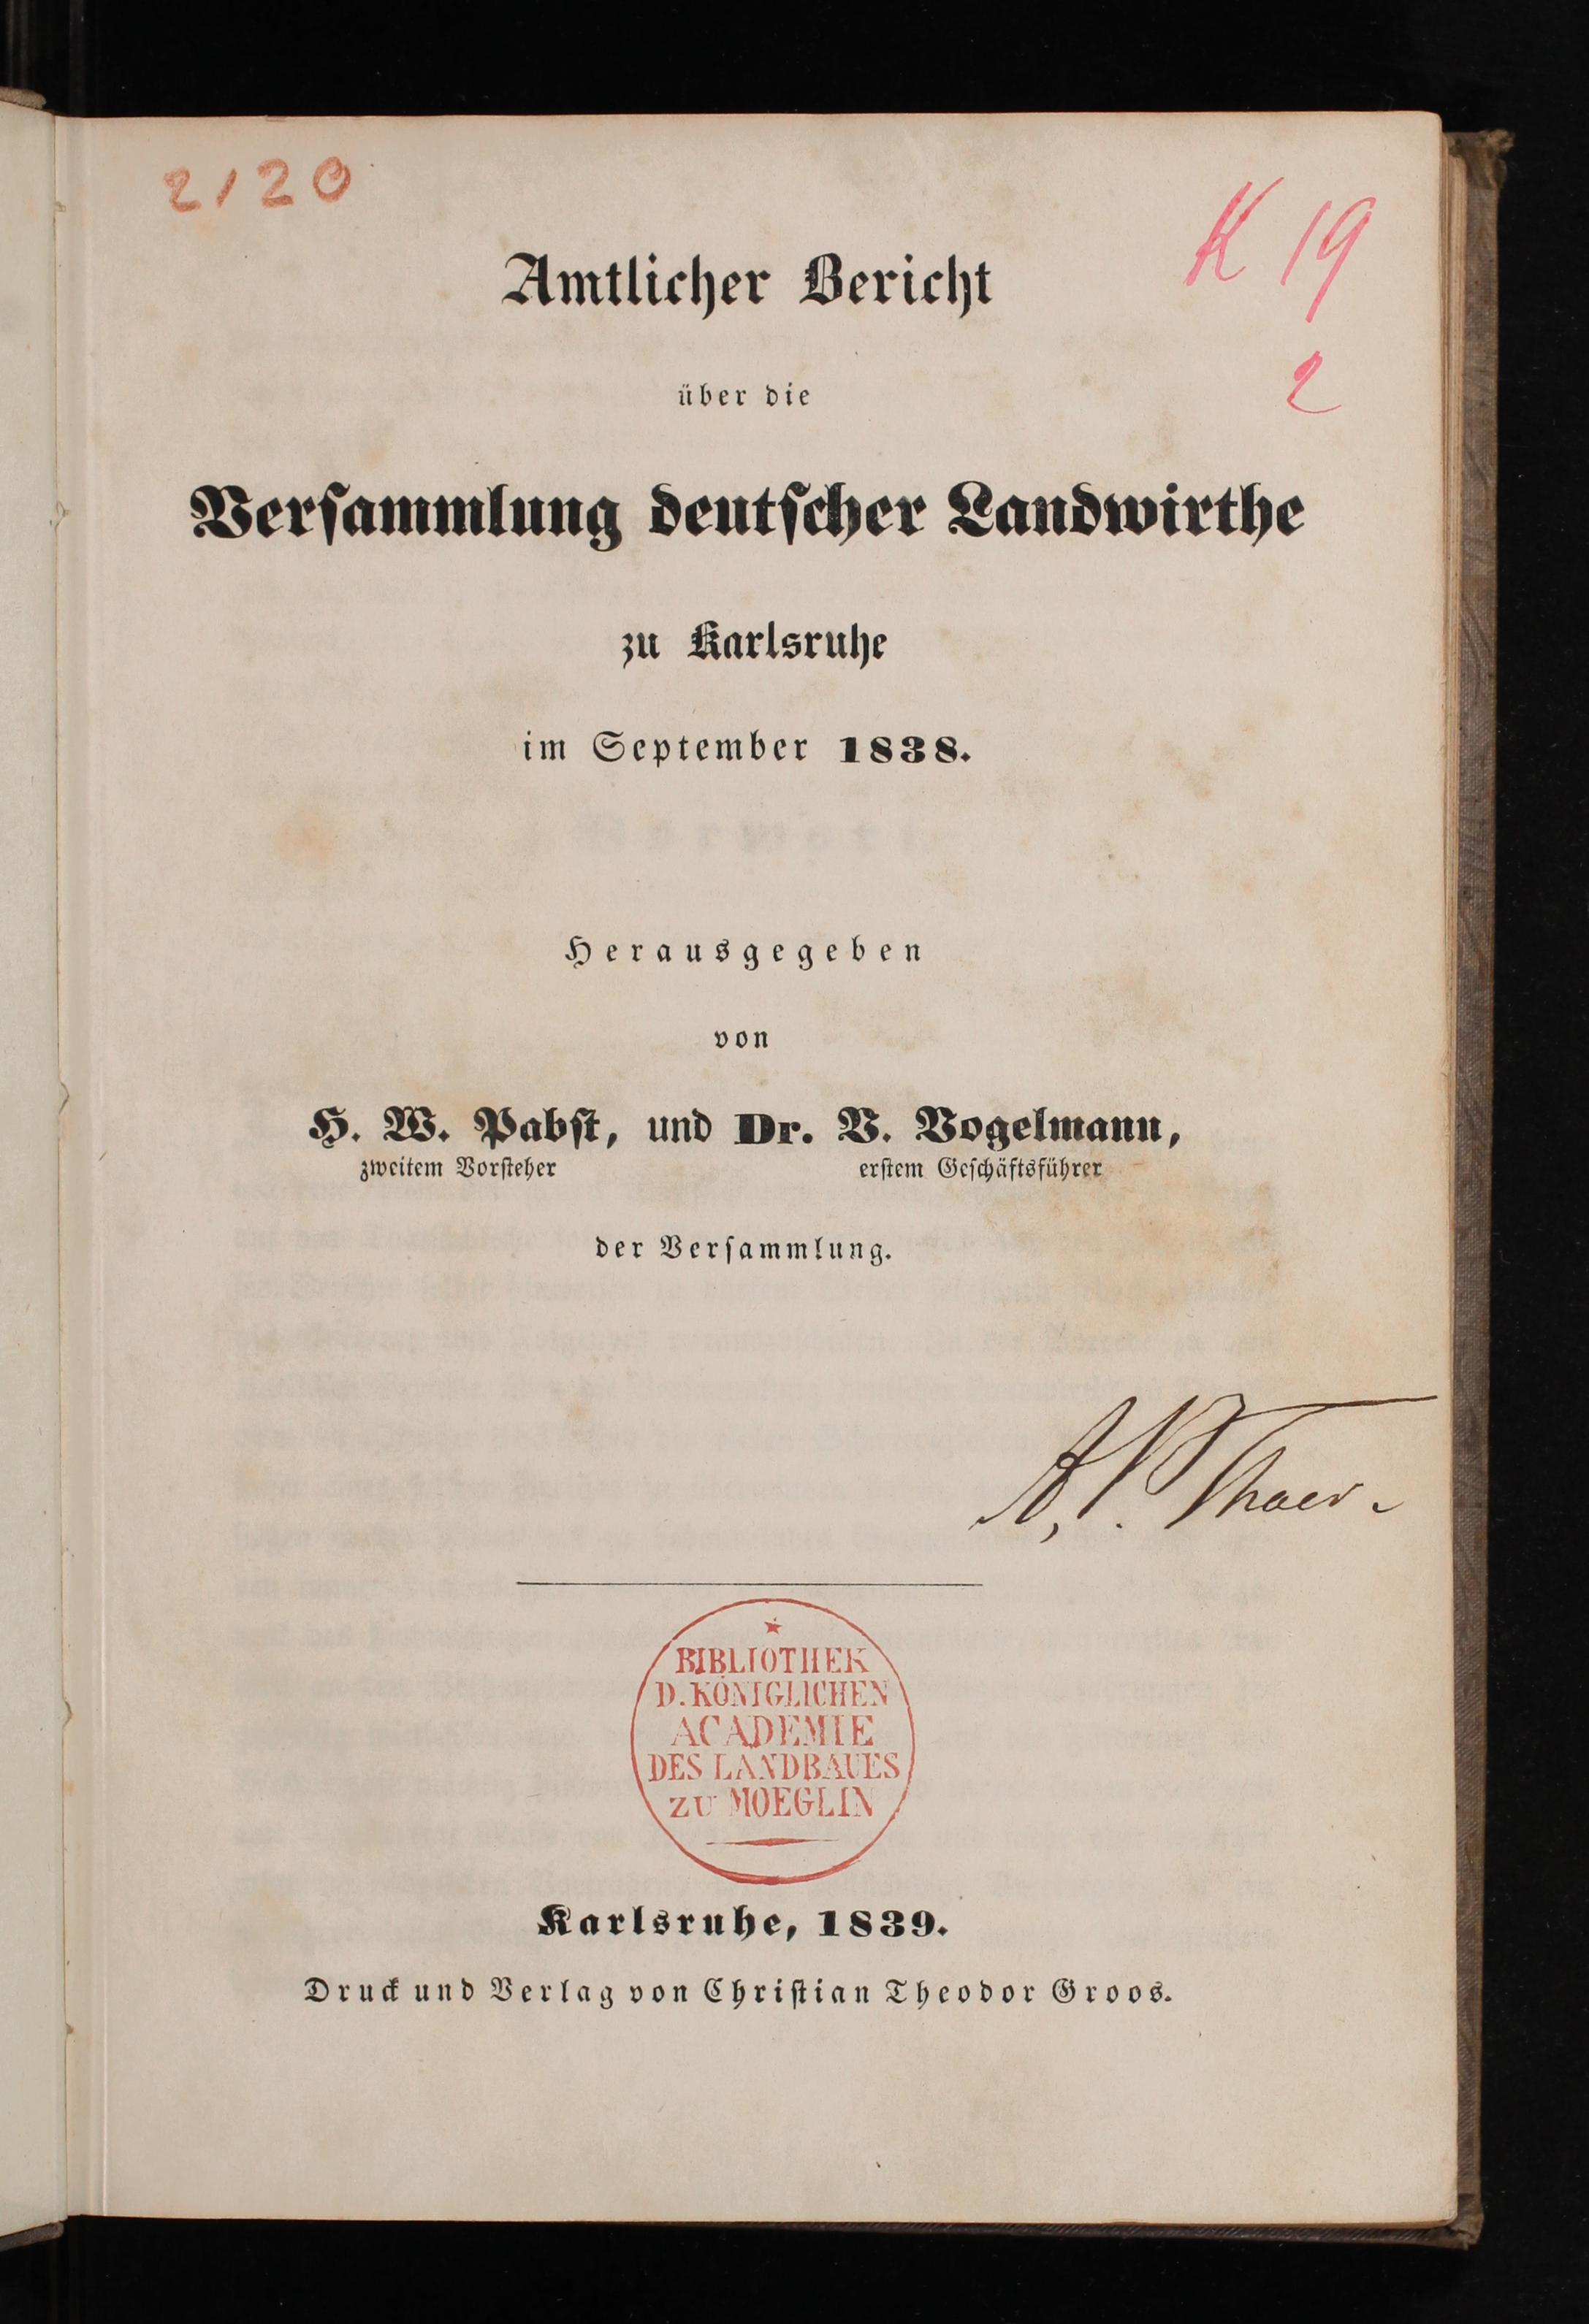 2120
K 19
2
Amtlicher Bericht
über die
Verſammlung deutſcher Landwirthe
zu Karlsruhe
im September 1838.
Herausgegeben
von
H. W. Pabſt, und Dr. V. Vogelmann,
zweitem Vorſteher erſtem Geſchäftsführer
der Verſammlung.
A. P. Thaer.
BIBLIOTHEK
D. KÖNIGLICHEN
ACADEMIE
DES LANDBAUES
ZU MOEGLIN
Karlsruhe, 1839.
Druck und Verlag von Chriſtian Theodor Groos.